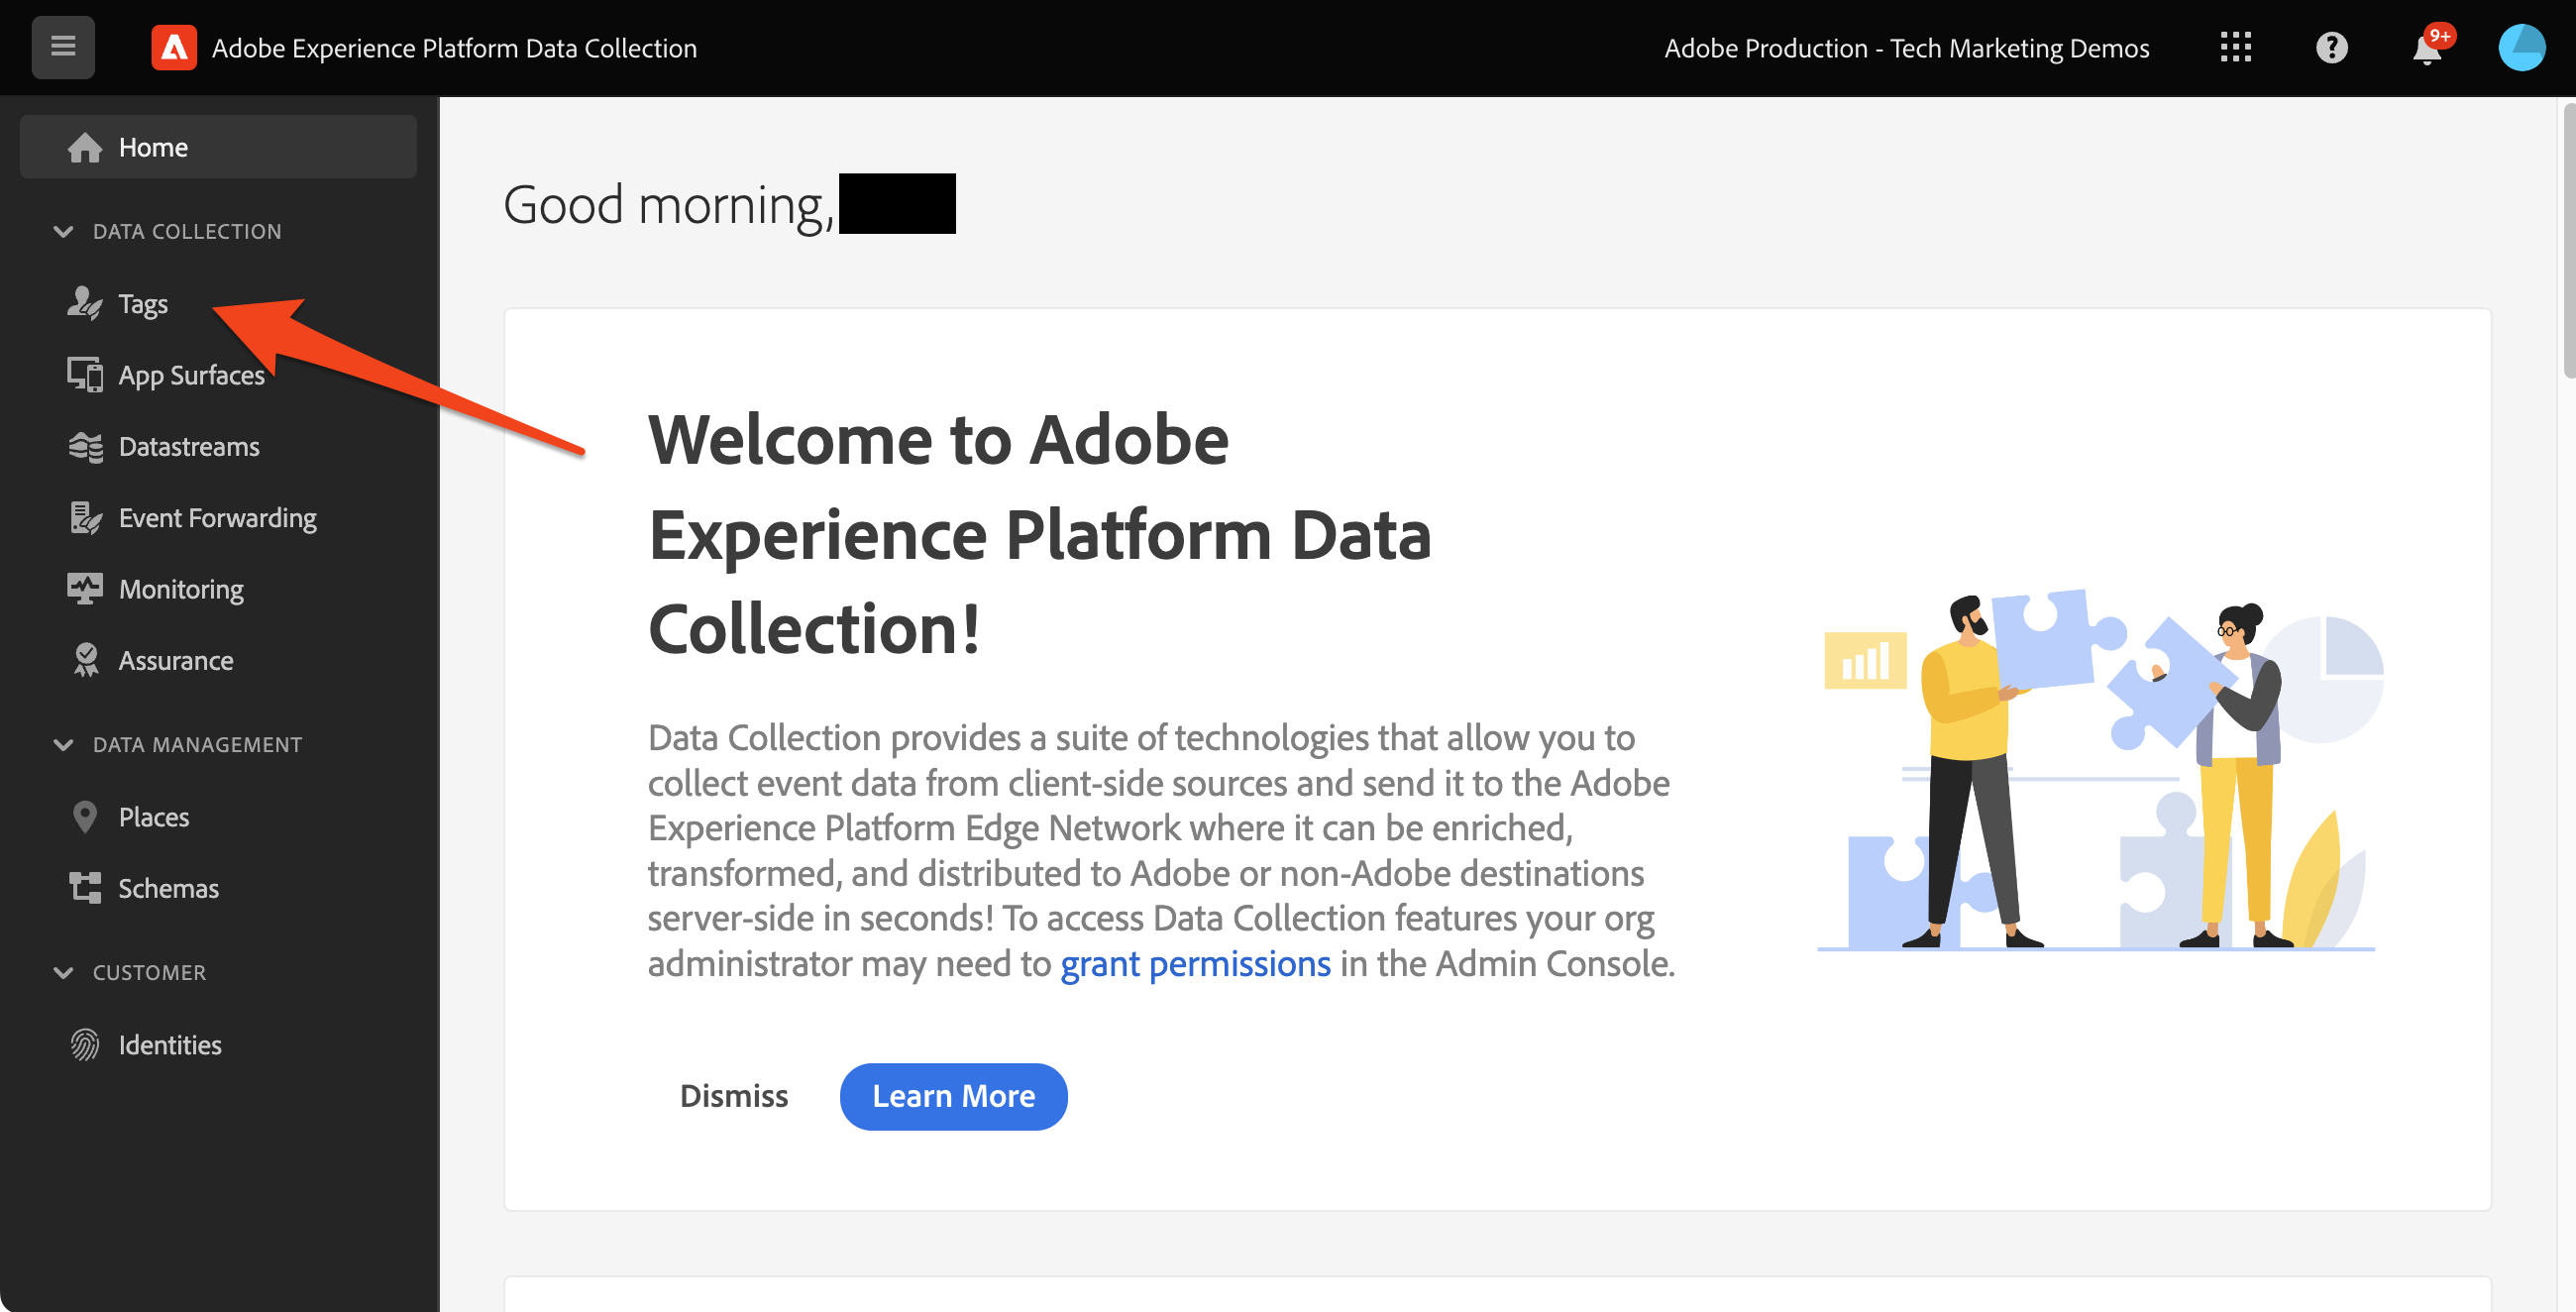 Adobe Experience Platform Data Collection
Adobe Production - Tech Marketing Demos
9+
Home
DATA COLLECTION
Tags
App Surfaces
Datastreams
Event Forwarding
Monitoring
Assurance
DATA MANAGEMENT
Places
Schemas
CUSTOMER
Identities
Good morning,
Welcome to Adobe
Experience Platform Data
Collection!
Data Collection provides a suite of technologies that allow you to
collect event data from client-side sources and send it to the Adobe
Experience Platform Edge Network where it can be enriched,
transformed, and distributed to Adobe or non-Adobe destinations
server-side in seconds! To access Data Collection features your org
administrator may need to grant permissions in the Admin Console.
Dismiss
Learn More